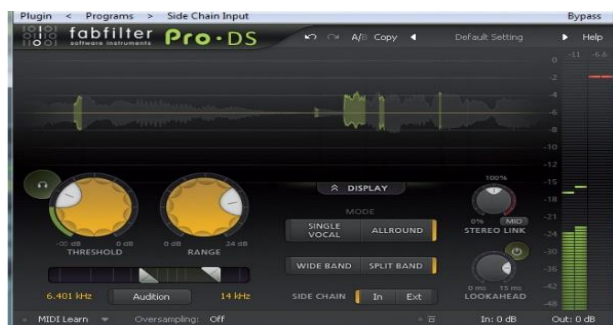 Plugin < Programs > Side Chain Input Bypass
fabfilter Pro·DS A/B Copy Default Setting Help
software instruments
-11 -6.6
0
-2
-4
-6
-8
-10
-12
-15
-18
-21
-24
-30
-36
-42
-48
DISPLAY
MODE
SINGLE VOCAL ALLROUND
WIDE BAND SPLIT BAND
SIDE CHAIN In Ext
-∞ dB 0 dB 0 dB 24 dB
THRESHOLD RANGE
100%
0% MID
STEREO LINK
0 ms 15 ms
LOOKAHEAD
6.401 kHz Audition 14 kHz
MIDI Learn Oversampling: Off In: 0 dB Out: 0 dB